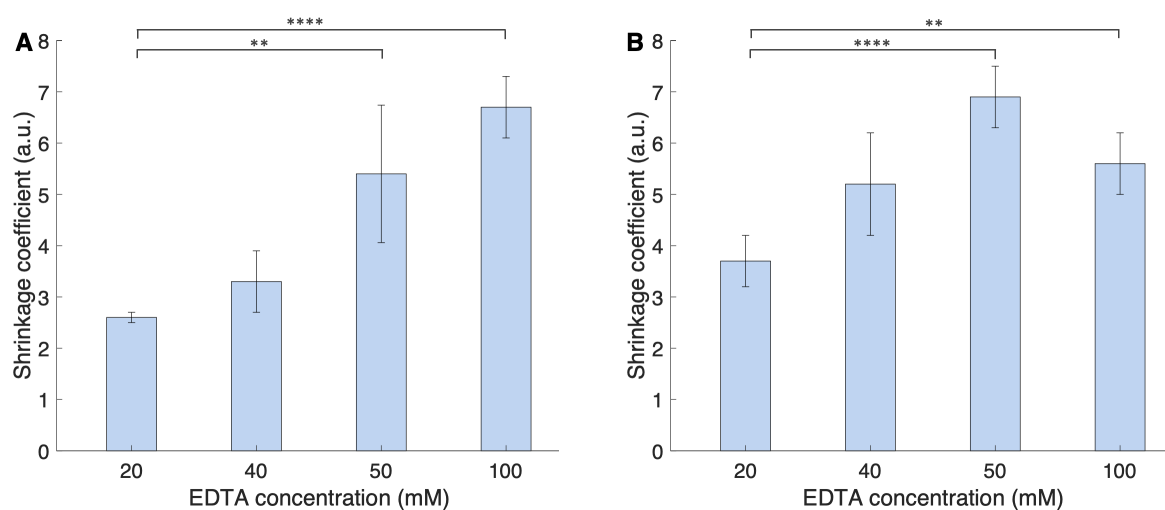 A
****
**
8
7
6
5
4
3
2
1
0
Shrinkage coefficient (a.u.)
20 40 50 100
EDTA concentration (mM)
B
**
****
8
7
6
5
4
3
2
1
0
Shrinkage coefficient (a.u.)
20 40 50 100
EDTA concentration (mM)